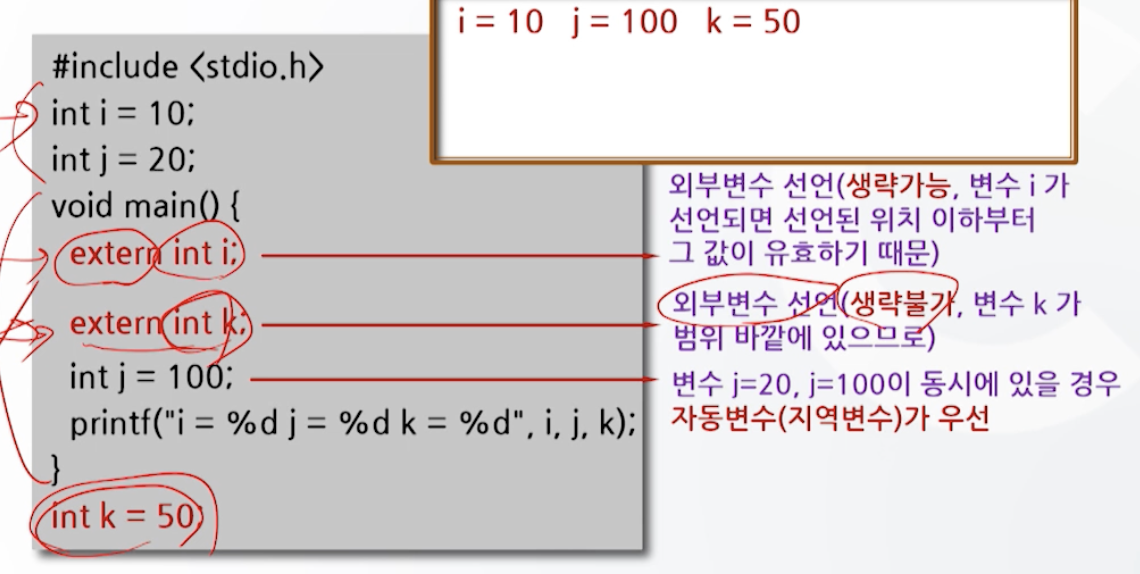 i = 10 j = 100 k = 50
#include <stdio.h>
int i = 10;
int j = 20;
void main() {
extern int i;
extern int k;
int j = 100;
printf("i = %d j = %d k = %d", i, j, k);
}
int k = 50;
외부변수 선언(생략가능, 변수 i 가
선언되면 선언된 위치 이하부터
그 값이 유효하기 때문)
외부변수 선언(생략불가, 변수 k 가
범위 바깥에 있으므로)
변수 j=20, j=100이 동시에 있을 경우
자동변수(지역변수)가 우선